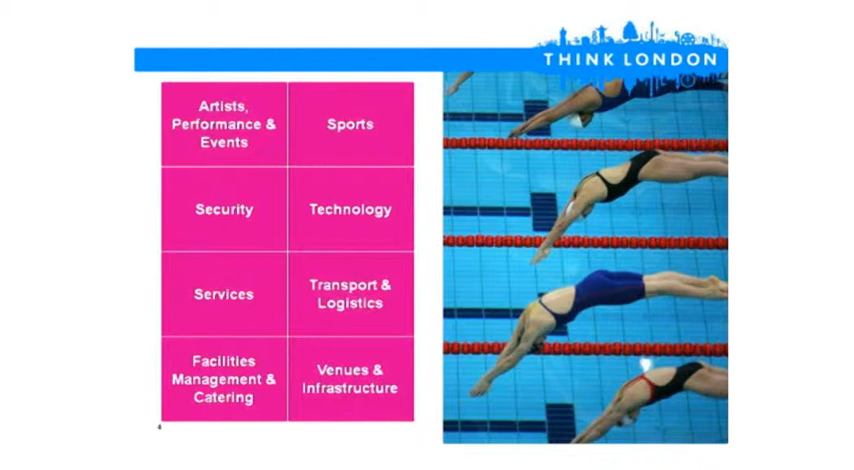 THINK LONDON
Artists,
Performance &
Events
Sports
Security
Technology
Services
Transport &
Logistics
Facilities
Management &
Catering
Venues &
Infrastructure
4